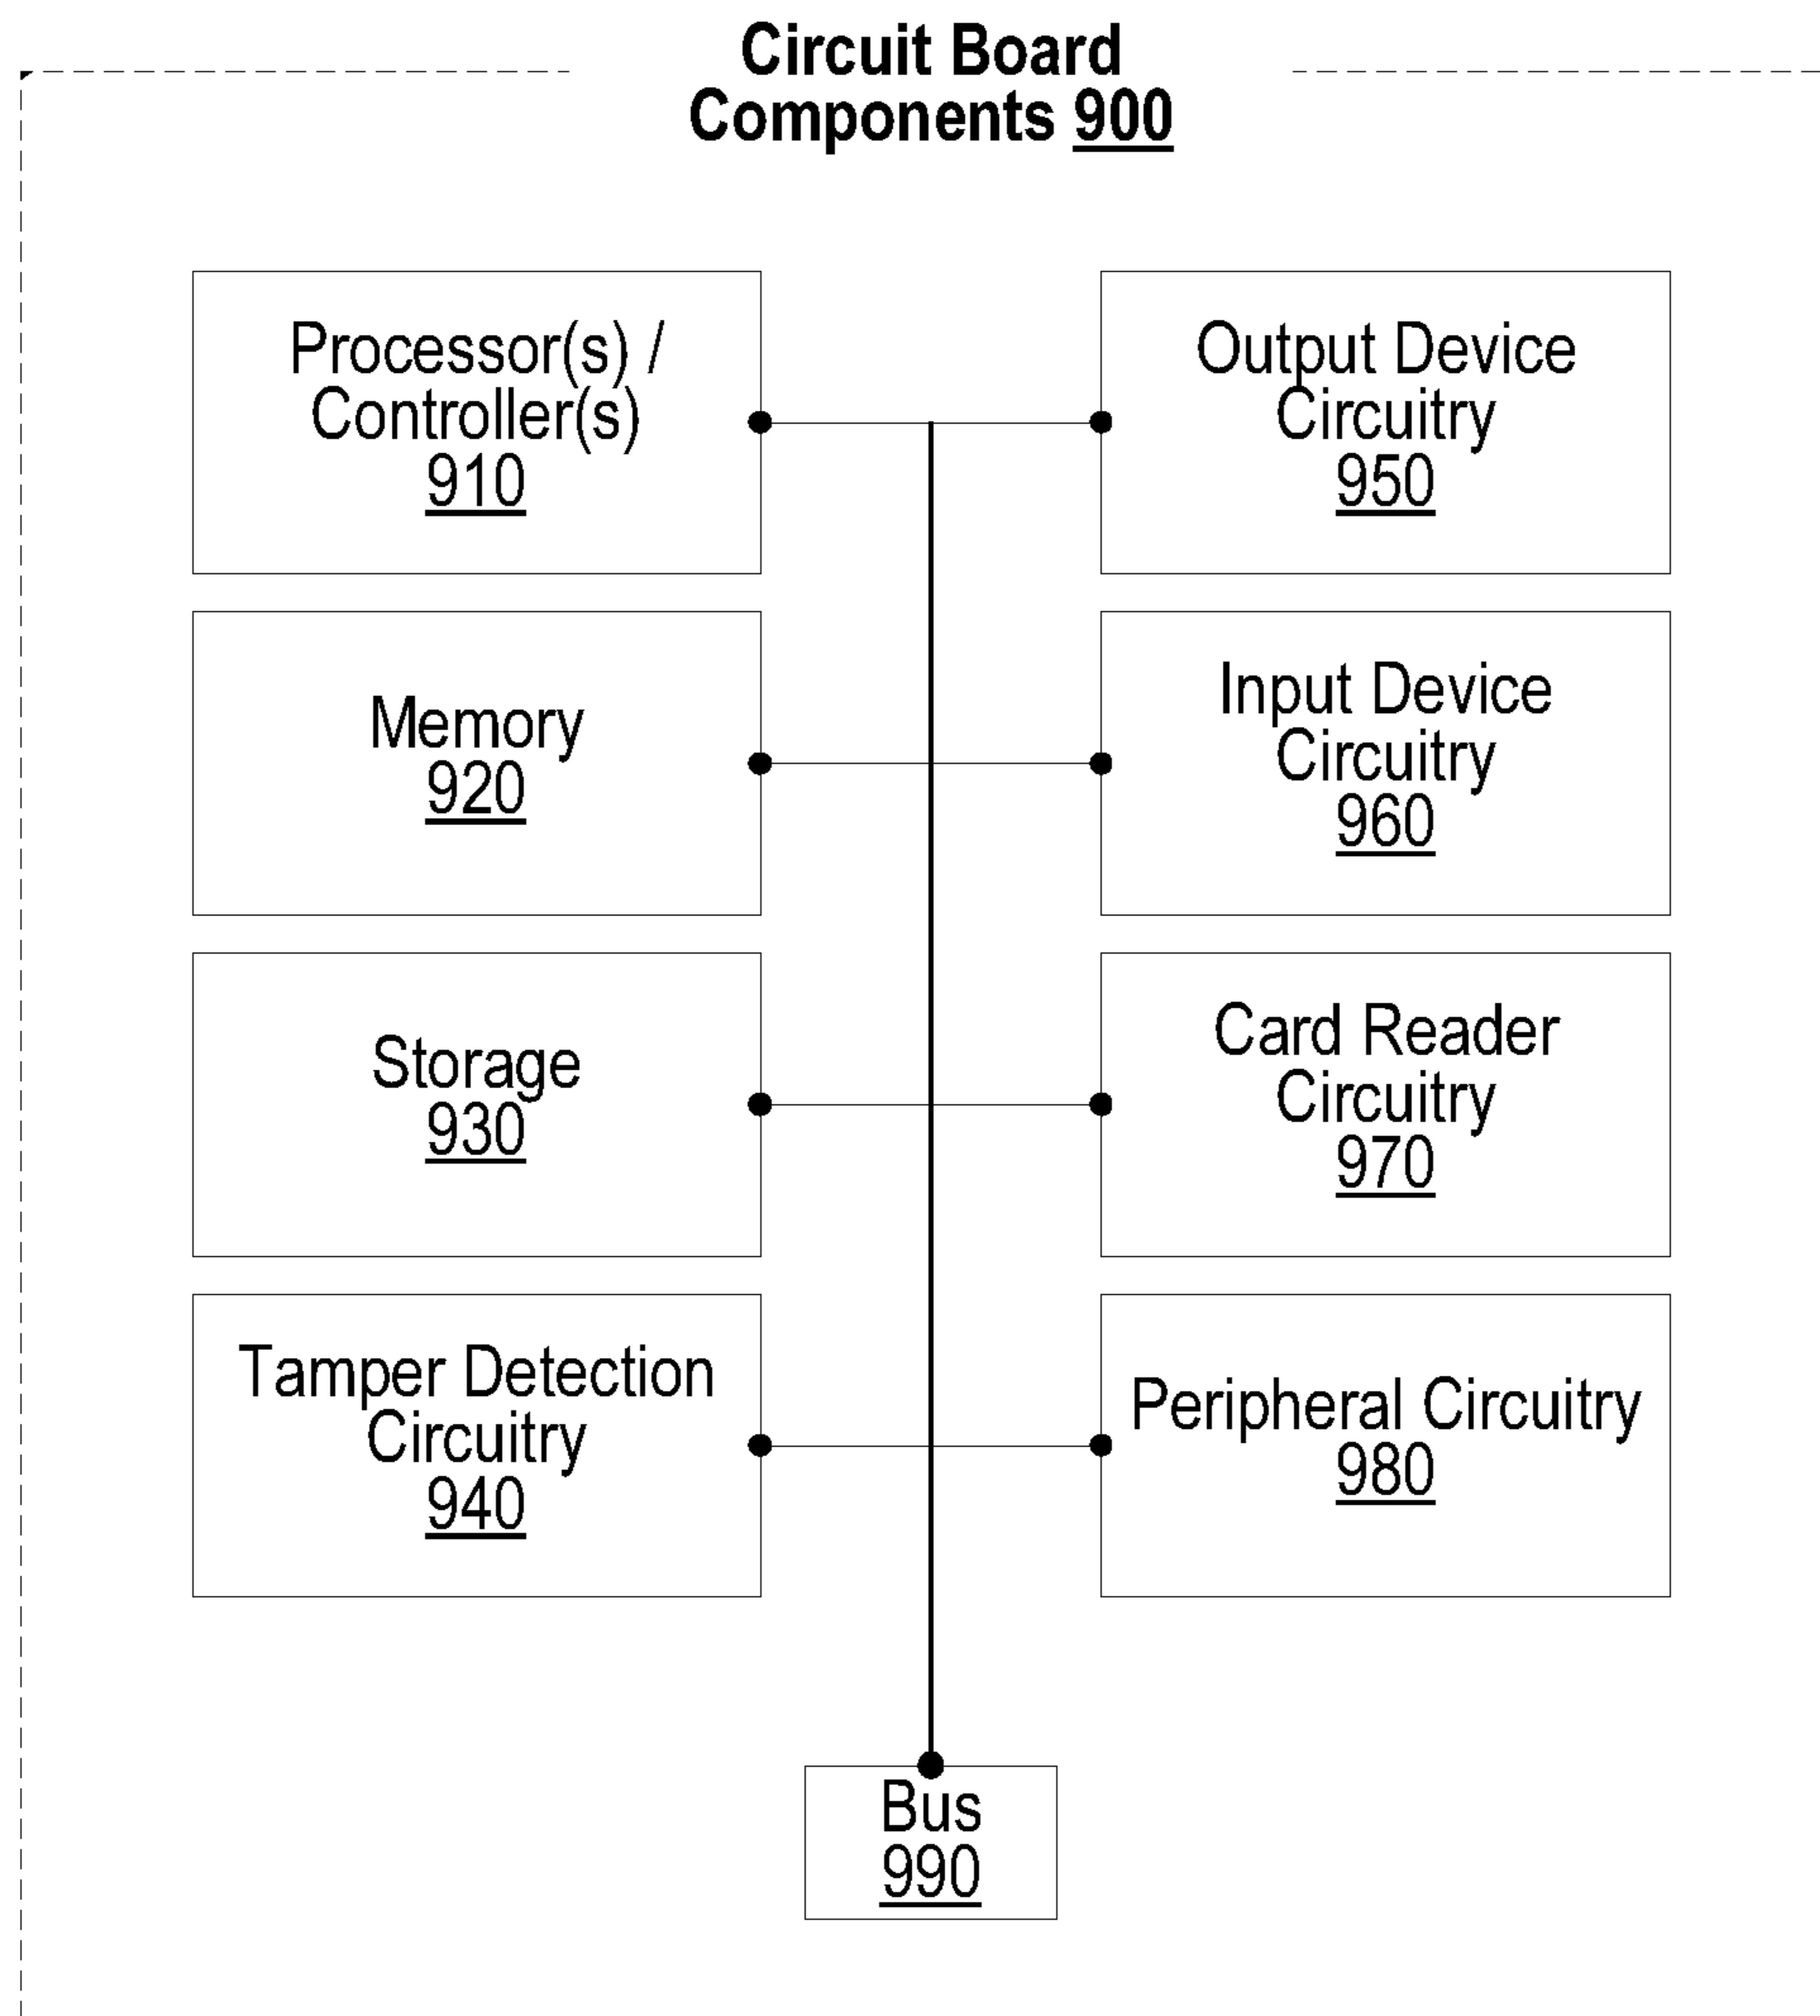 Circuit Board
Components 900
Processor(s) /
Controller(s)
910
Output Device
Circuitry
950
Memory
920
Input Device
Circuitry
960
Storage
930
Card Reader
Circuitry
970
Tamper Detection
Circuitry
940
Peripheral Circuitry
980
Bus
990